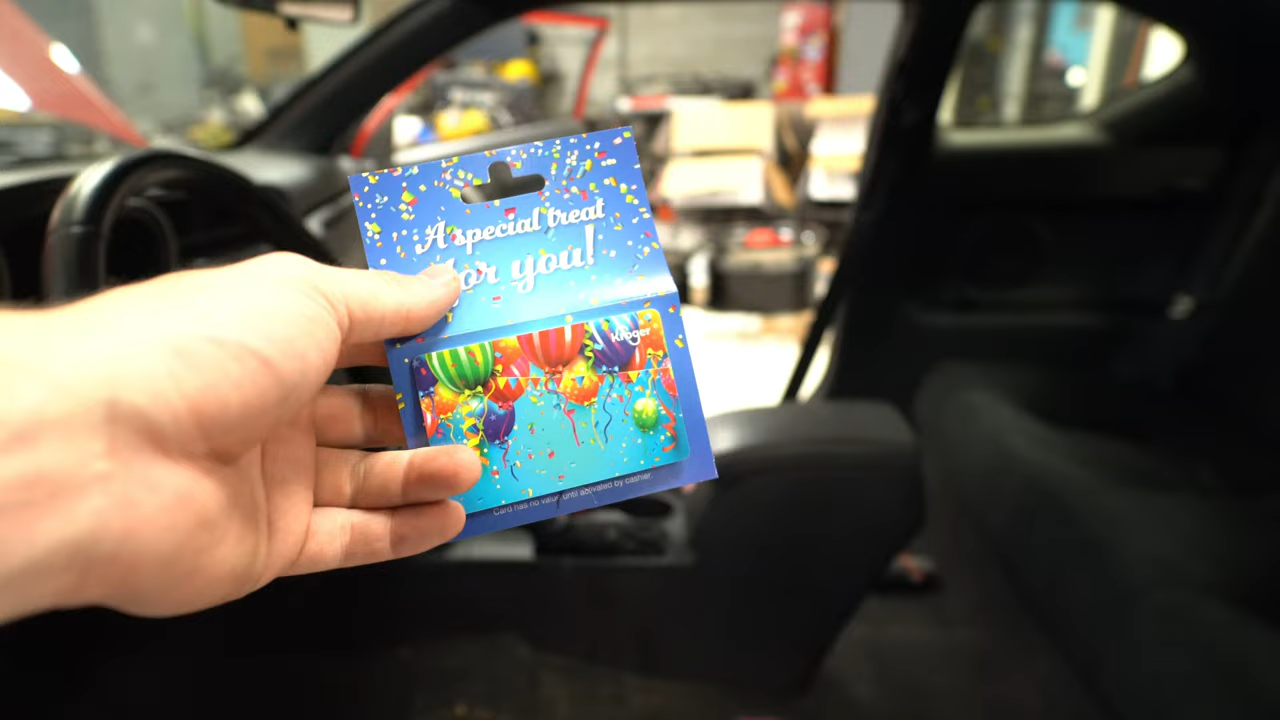 A special treat
for you!
Kroger
Card has no value until activated by cashier.